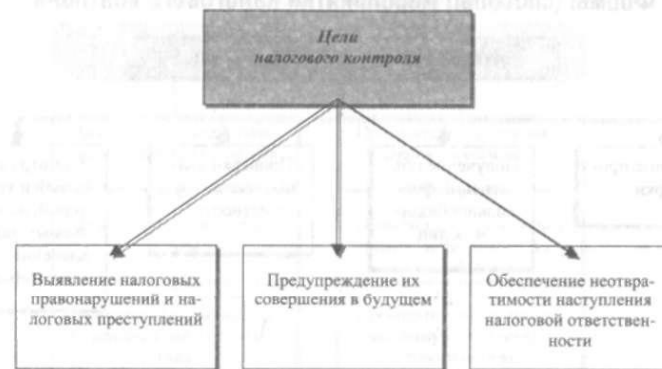 Цели
налогового контроля
Выявление налоговых
правонарушений и на-
логовых преступлений
Предупреждение их
совершения в будущем
Обеспечение неотвра-
тимости наступления
налоговой ответствен-
ности